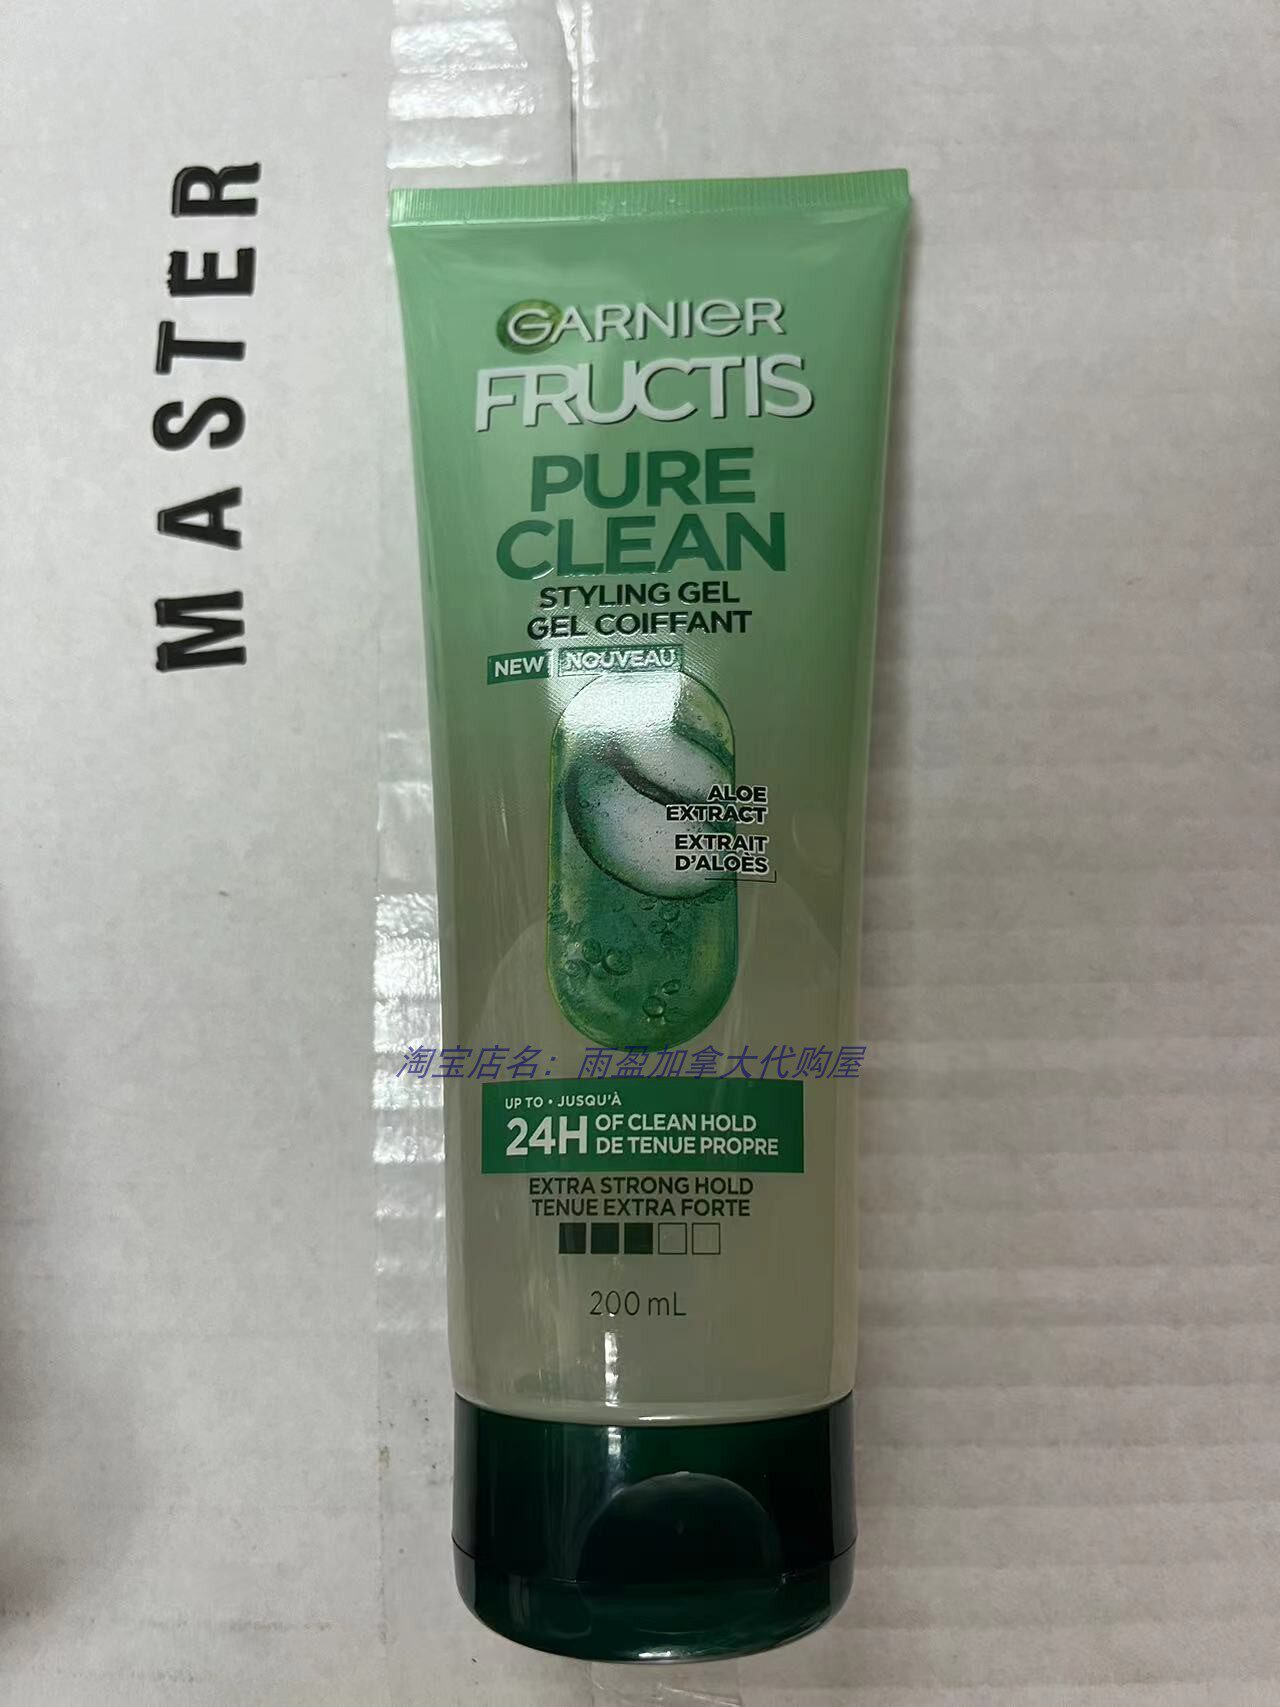 MASTER
GARNIER
FRUCTIS
PURE
CLEAN
STYLING GEL
GEL COIFFANT
NEW NOUVEAU
ALOE
EXTRACT
EXTRAIT
D'ALOÈS
淘宝店名：雨盈加拿大代购屋
UP TO • JUSQU'À
24H OF CLEAN HOLD
DE TENUE PROPRE
EXTRA STRONG HOLD
TENUE EXTRA FORTE
200 mL